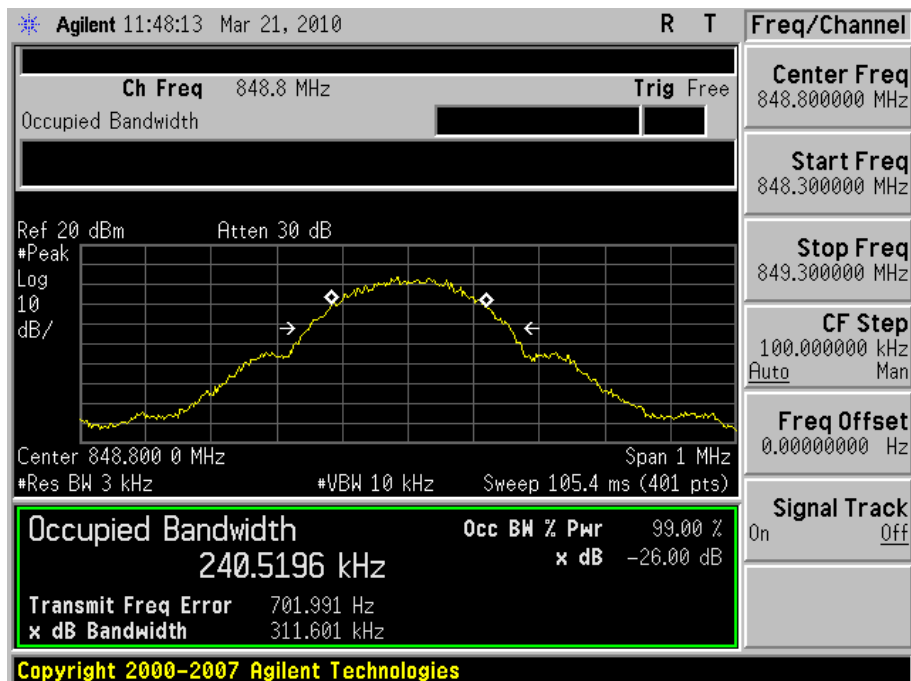 Agilent 11:48:13 Mar 21, 2010 R T
Freq/Channel
Ch Freq 848.8 MHz Trig Free
Occupied Bandwidth
Center Freq
848.800000 MHz
Start Freq
848.300000 MHz
Stop Freq
849.300000 MHz
CF Step
100.000000 kHz
Auto Man
Freq Offset
0.00000000 Hz
Signal Track
On Off
Ref 20 dBm Atten 30 dB
#Peak
Log
10
dB/
Center 848.800 0 MHz Span 1 MHz
#Res BW 3 kHz #VBW 10 kHz Sweep 105.4 ms (401 pts)
Occupied Bandwidth
240.5196 kHz
Occ BW % Pwr 99.00 %
x dB -26.00 dB
Transmit Freq Error 701.991 Hz
x dB Bandwidth 311.601 kHz
Copyright 2000-2007 Agilent Technologies